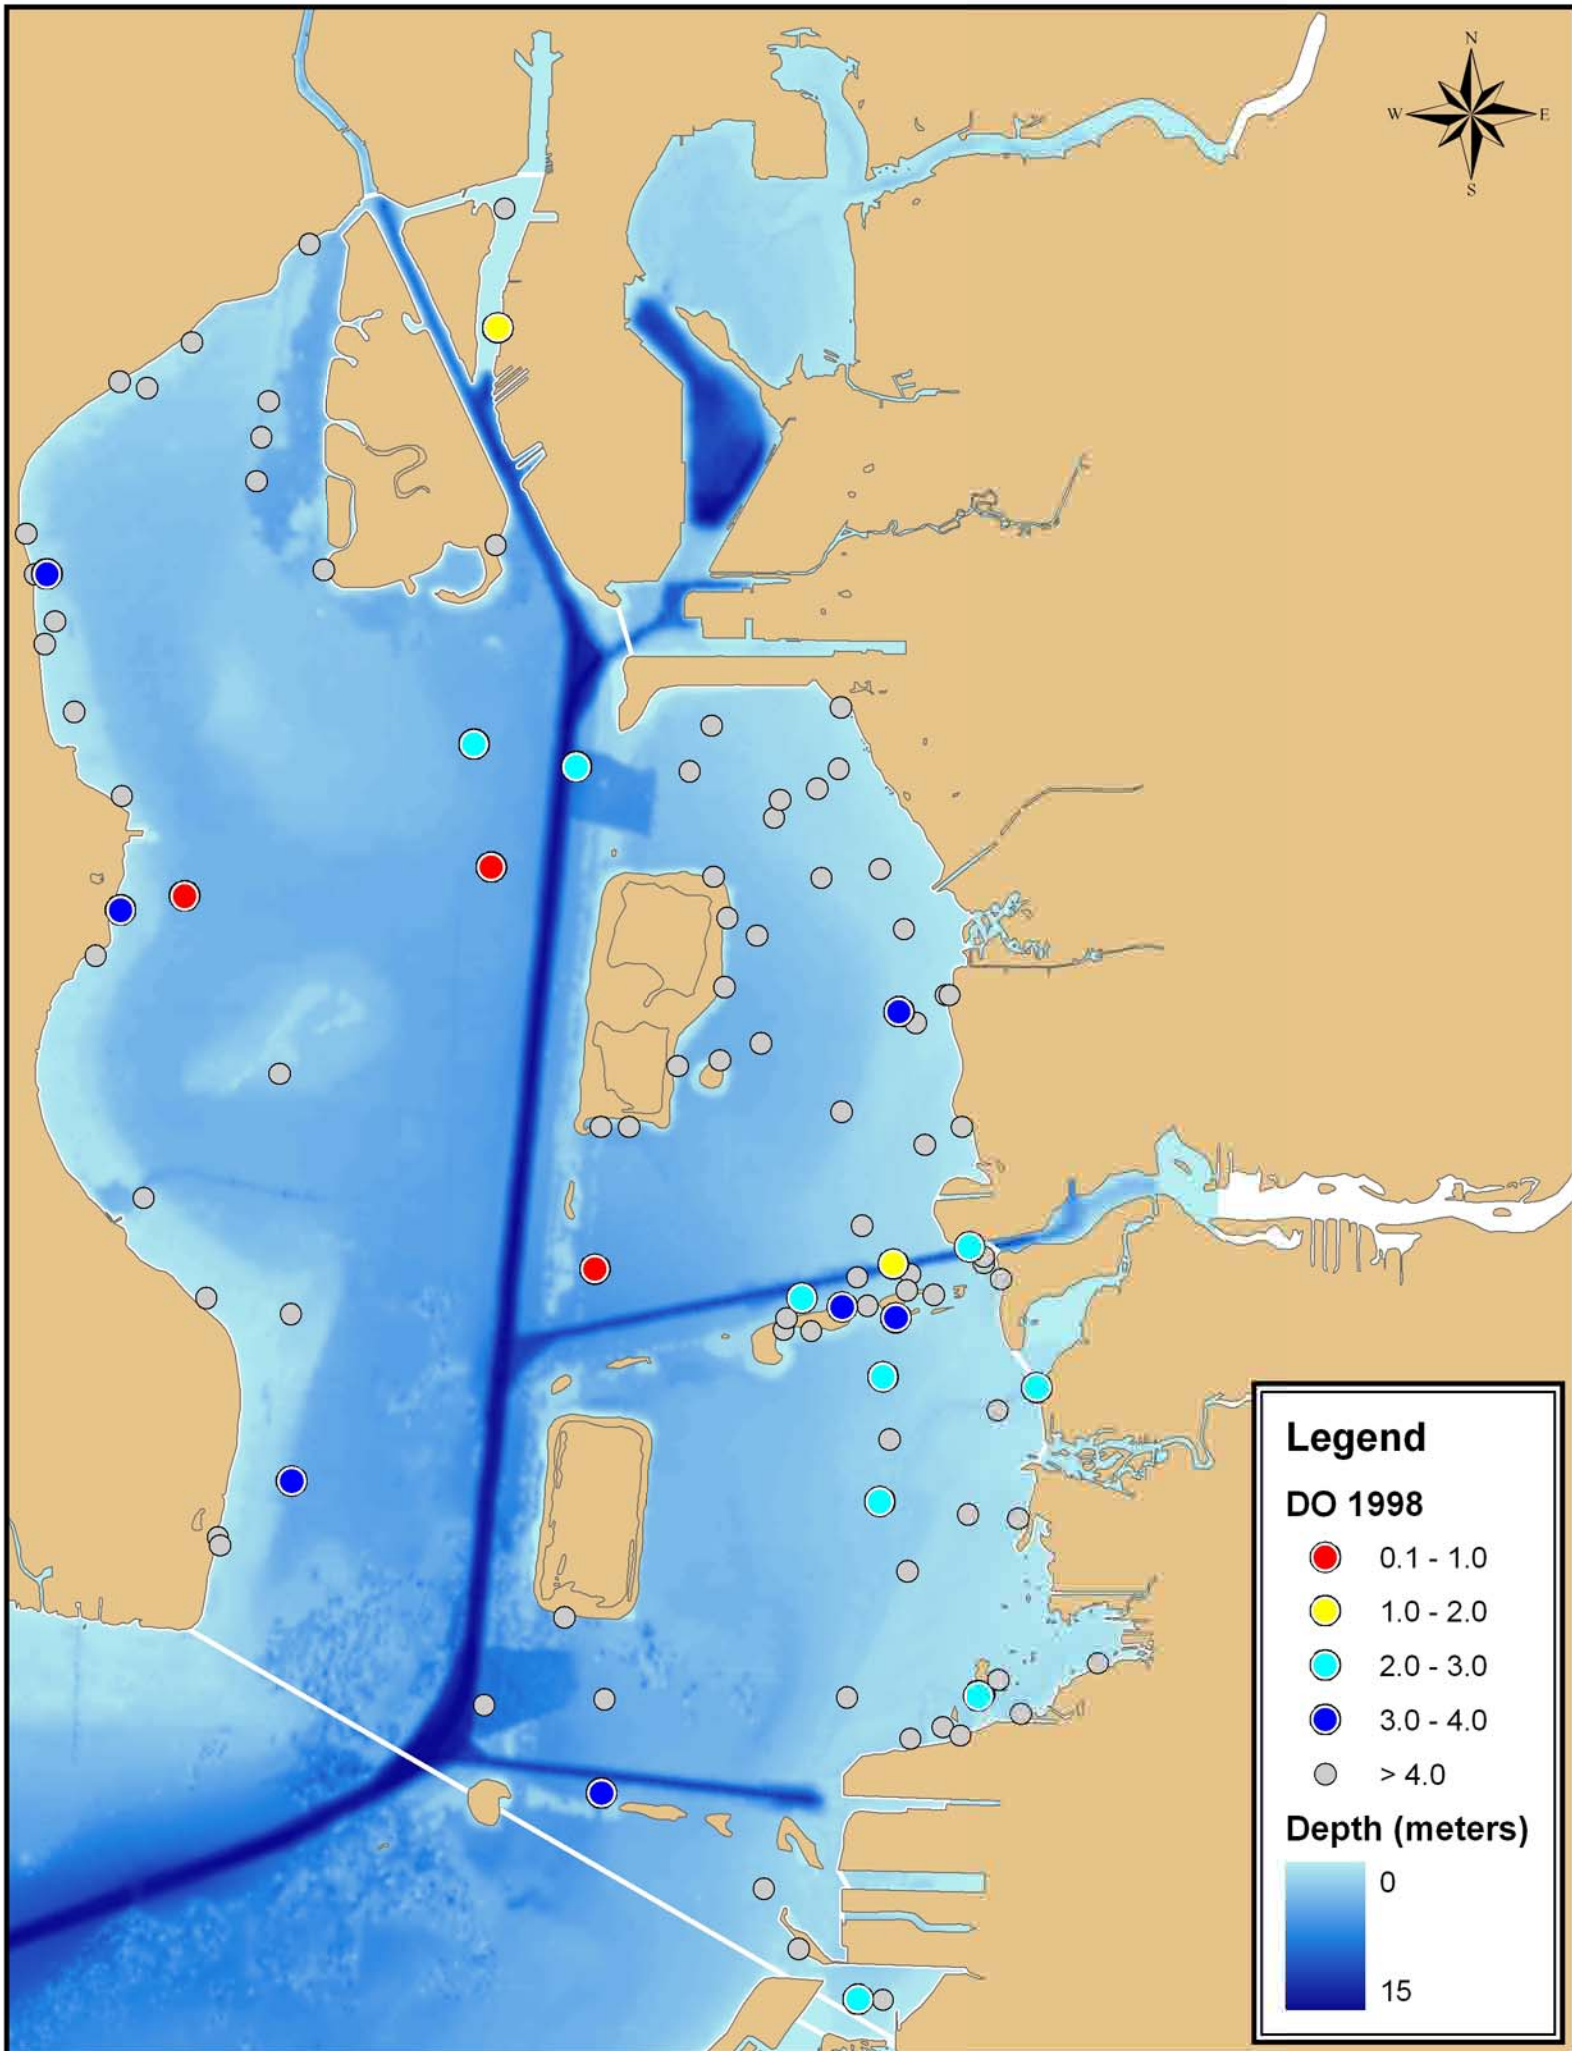 N
W
E
S
Legend
DO 1998
0.1 - 1.0
1.0 - 2.0
2.0 - 3.0
3.0 - 4.0
> 4.0
Depth (meters)
0
15